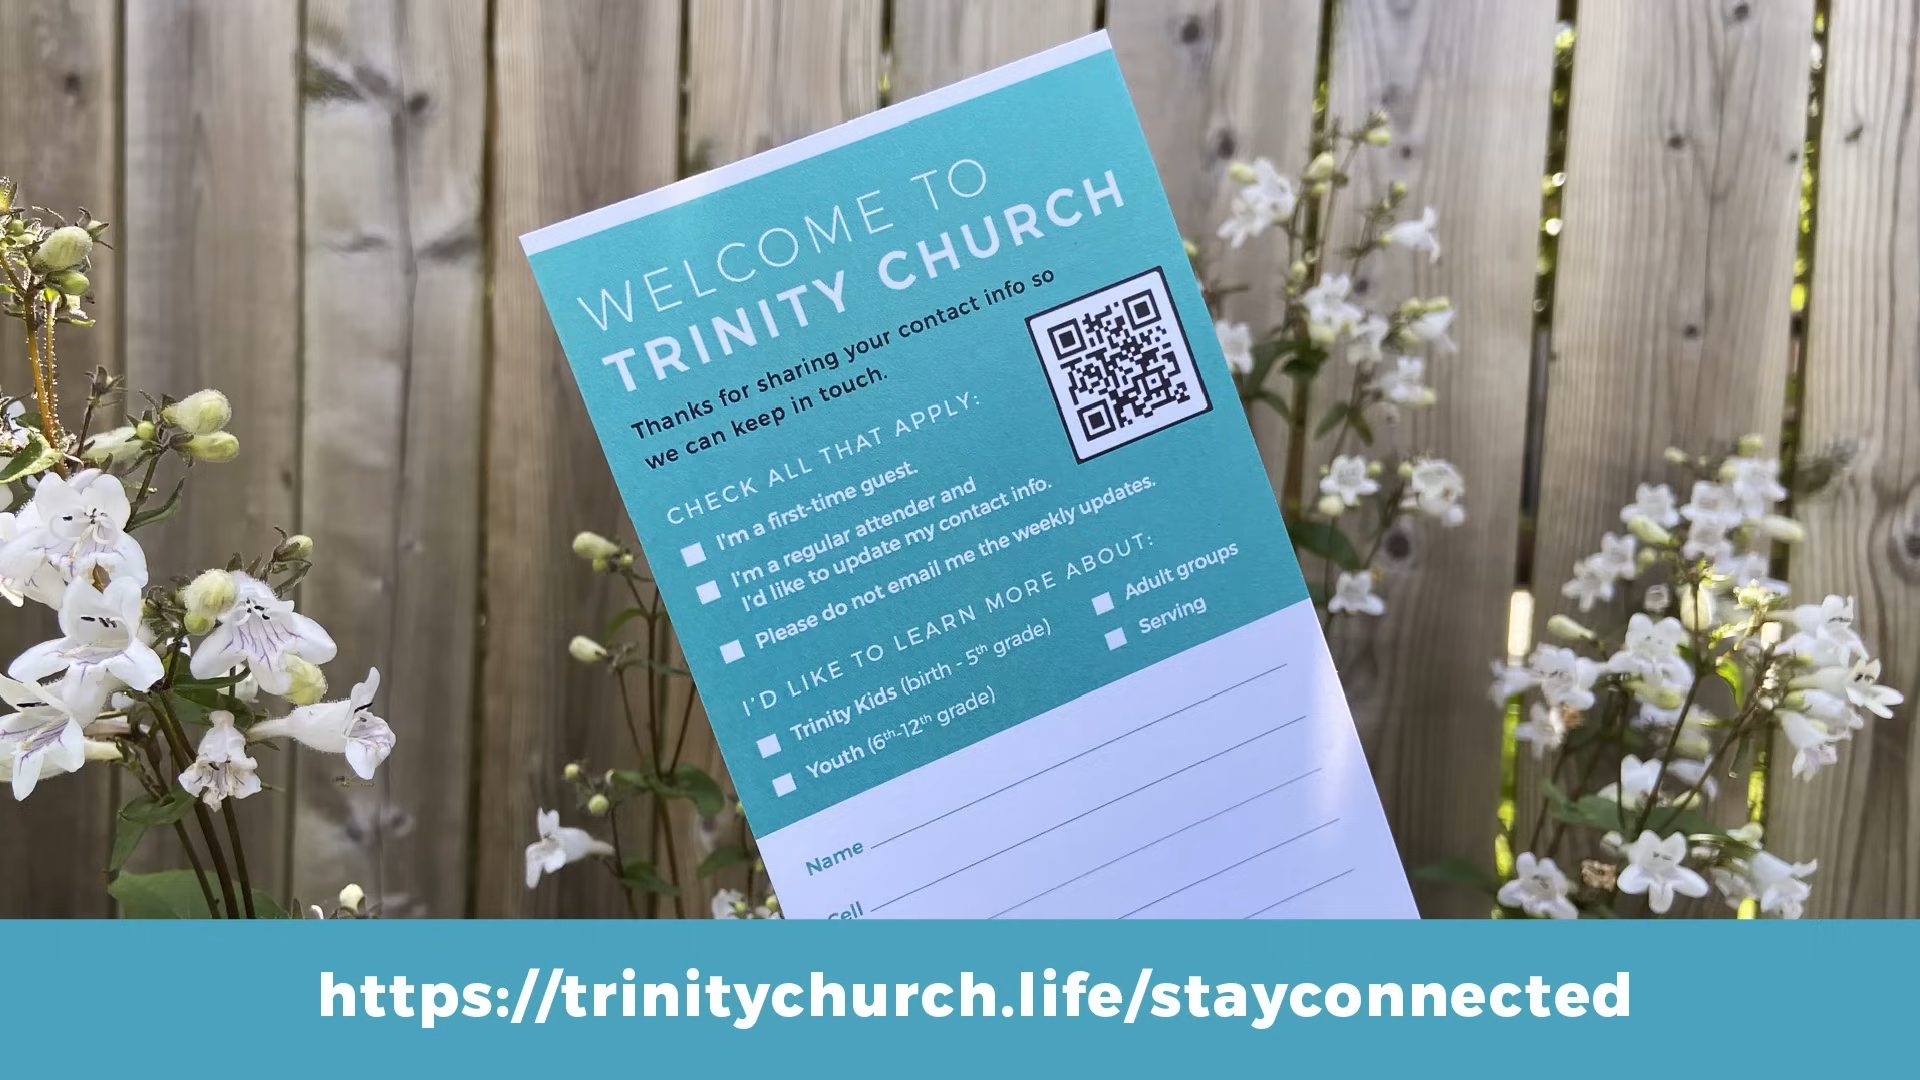 WELCOME TO
TRINITY CHURCH
Thanks for sharing your contact info so
we can keep in touch.
CHECK ALL THAT APPLY:
I'm a first-time guest.
I'm a regular attender and
I'd like to update my contact info.
Please do not email me the weekly updates.
I'D LIKE TO LEARN MORE ABOUT:
Trinity Kids (birth - 5th grade)
Youth (6th-12th grade)
Adult groups
Serving
Name
Cell
https://trinitychurch.life/stayconnected